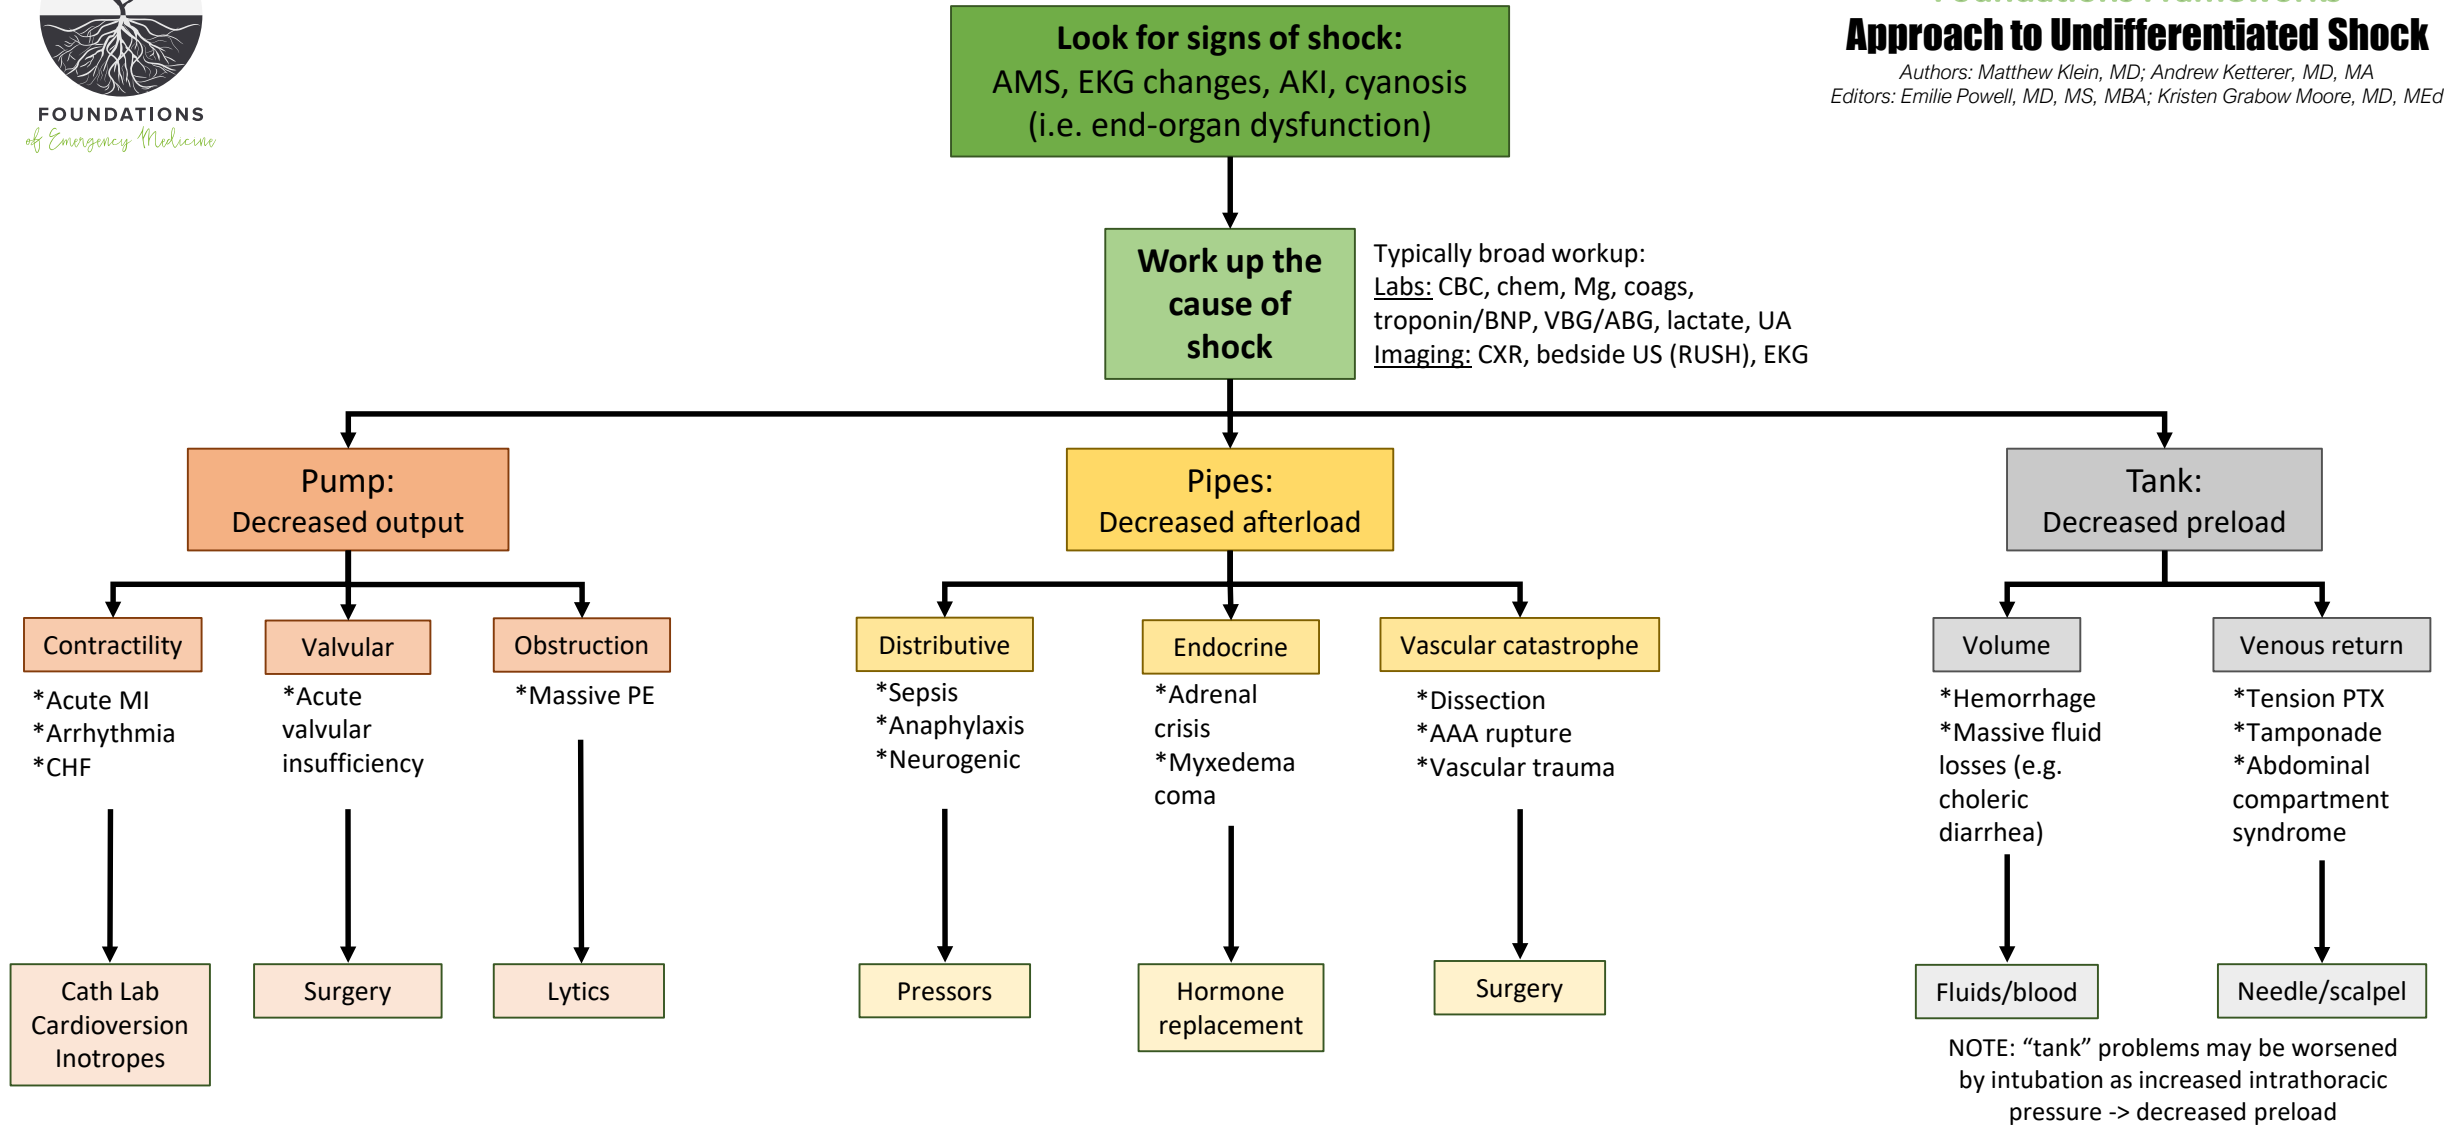 FOUNDATIONS
of Emergency Medicine
Foundations Frameworks
Approach to Undifferentiated Shock
Authors: Matthew Klein, MD; Andrew Ketterer, MD, MA
Editors: Emilie Powell, MD, MS, MBA; Kristen Grabow Moore, MD, MEd
Look for signs of shock:
AMS, EKG changes, AKI, cyanosis
(i.e. end-organ dysfunction)
Work up the
cause of
shock
Typically broad workup:
Labs: CBC, chem, Mg, coags,
troponin/BNP, VBG/ABG, lactate, UA
Imaging: CXR, bedside US (RUSH), EKG
Pump:
Decreased output
Pipes:
Decreased afterload
Tank:
Decreased preload
Contractility
*Acute MI
*Arrhythmia
*CHF
Cath Lab
Cardioversion
Inotropes
Valvular
*Acute
valvular
insufficiency
Surgery
Obstruction
*Massive PE
Lytics
Distributive
*Sepsis
*Anaphylaxis
*Neurogenic
Pressors
Endocrine
*Adrenal
crisis
*Myxedema
coma
Hormone
replacement
Vascular catastrophe
*Dissection
*AAA rupture
*Vascular trauma
Surgery
Volume
*Hemorrhage
*Massive fluid
losses (e.g.
choleric
diarrhea)
Fluids/blood
Venous return
*Tension PTX
*Tamponade
*Abdominal
compartment
syndrome
Needle/scalpel
NOTE: “tank” problems may be worsened
by intubation as increased intrathoracic
pressure -> decreased preload